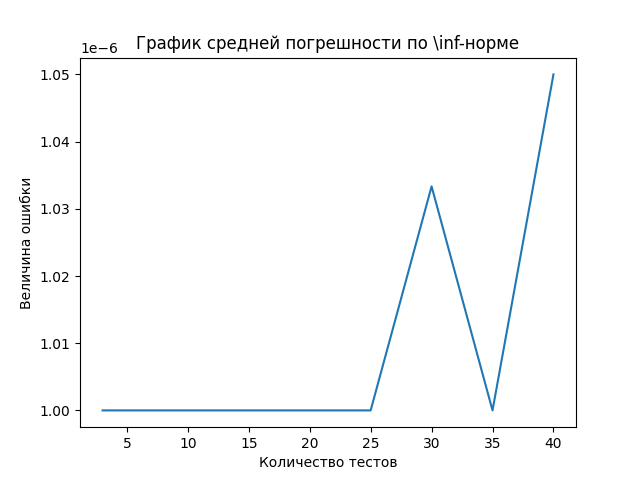 График средней погрешности по \inf-норме
1e−6
1.05
1.04
1.03
1.02
1.01
1.00
Величина ошибки
5 10 15 20 25 30 35 40
Количество тестов